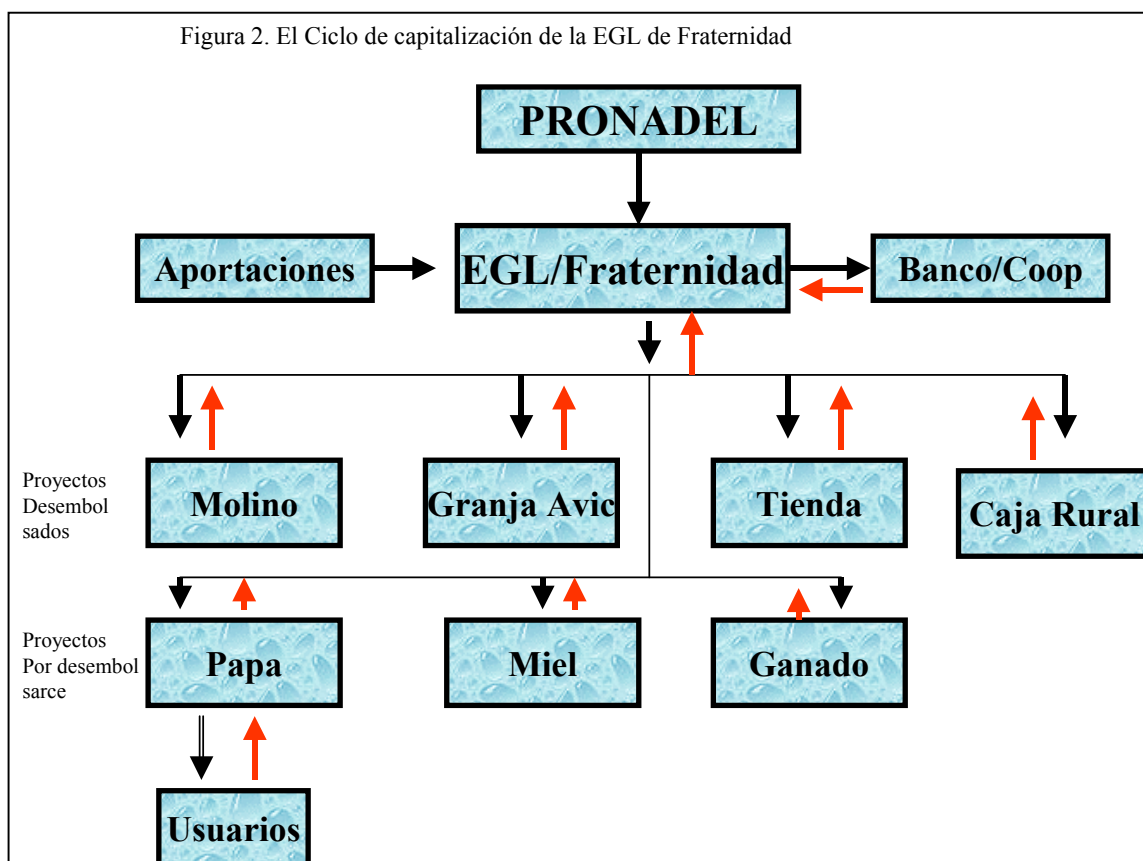 Figura 2. El Ciclo de capitalización de la EGL de Fraternidad
PRONADEL
Aportaciones
EGL/Fraternidad
Banco/Coop
Proyectos
Desembol
sados
Molino
Granja Avic
Tienda
Caja Rural
Proyectos
Por desembol
sarce
Papa
Miel
Ganado
Usuarios